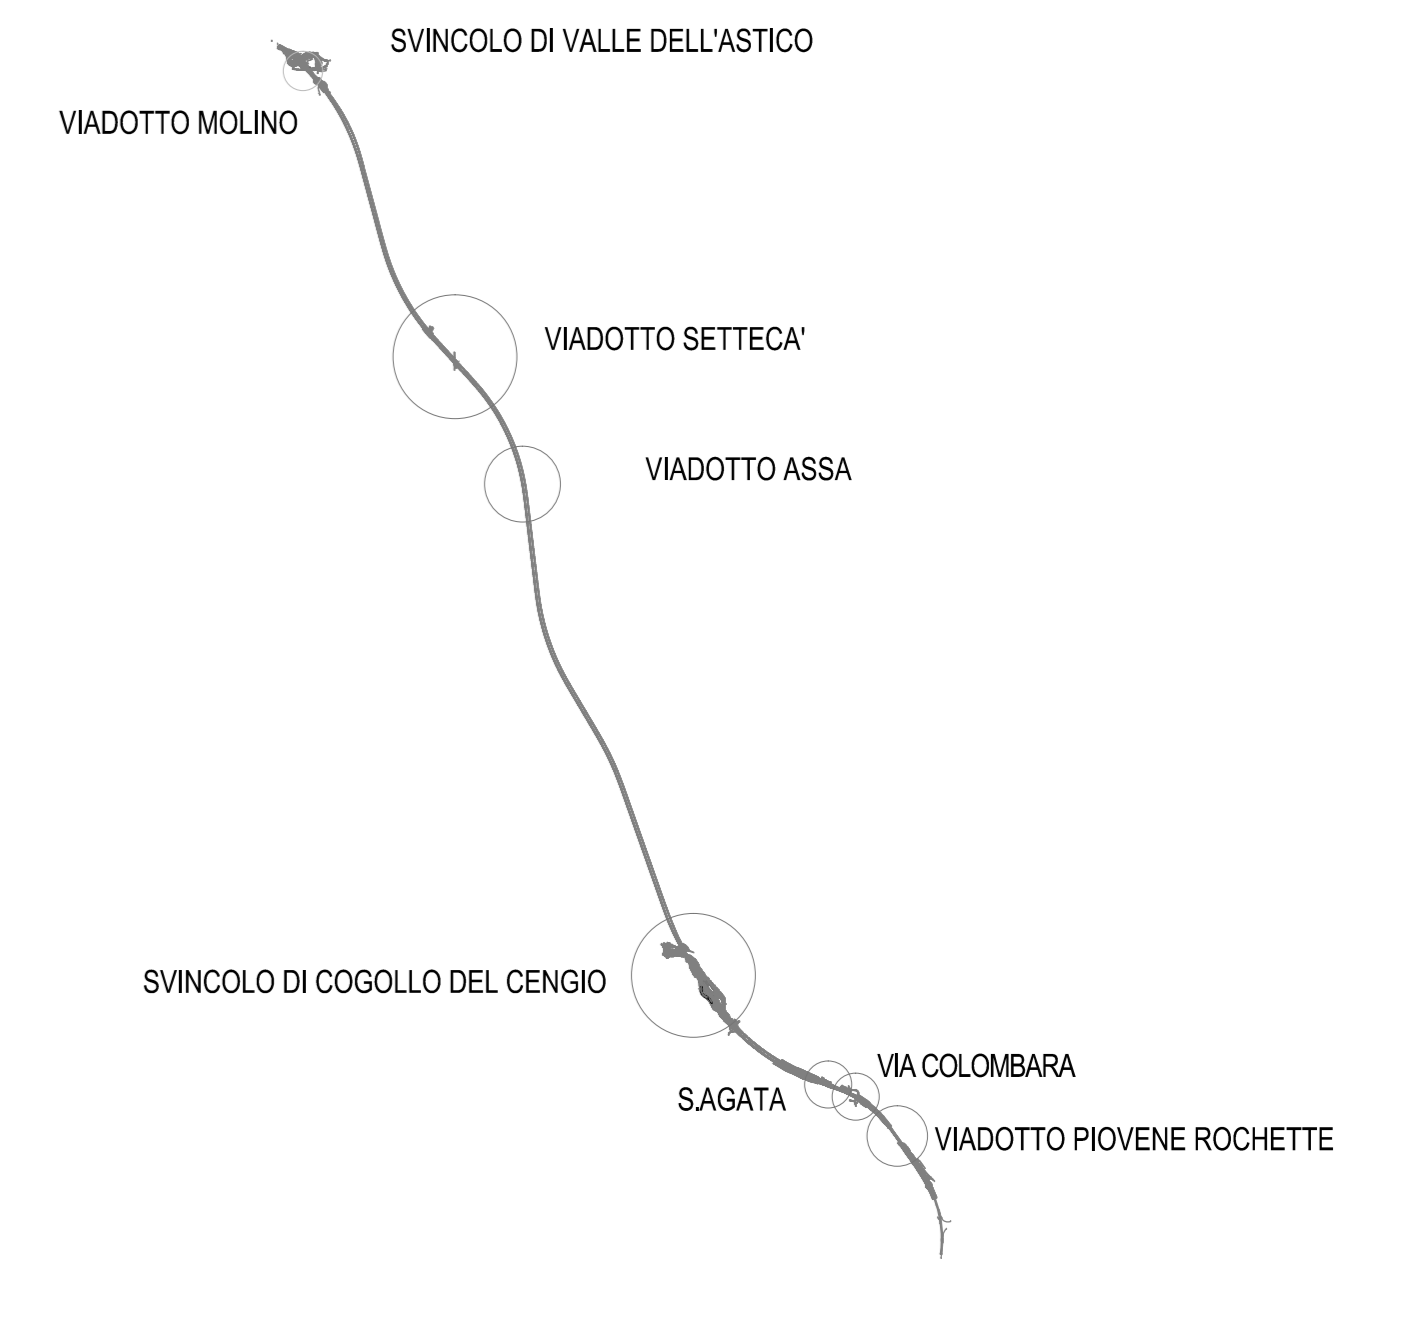 SVINCOLO DI VALLE DELL'ASTICO
VIADOTTO MOLINO
VIADOTTO SETTECA'
VIADOTTO ASSA
SVINCOLO DI COGOLLO DEL CENGIO
VIA COLOMBARA
S.AGATA
VIADOTTO PIOVENE ROCHETTE